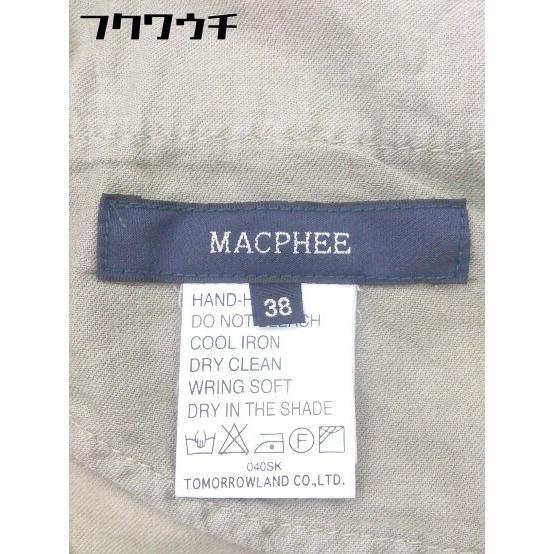 フクワウチ
MACPHEE
38
HAND-H
DO NOT BLEACH
COOL IRON
DRY CLEAN
WRING SOFT
DRY IN THE SHADE
F
040SK
TOMORROWLAND CO.,LTD.